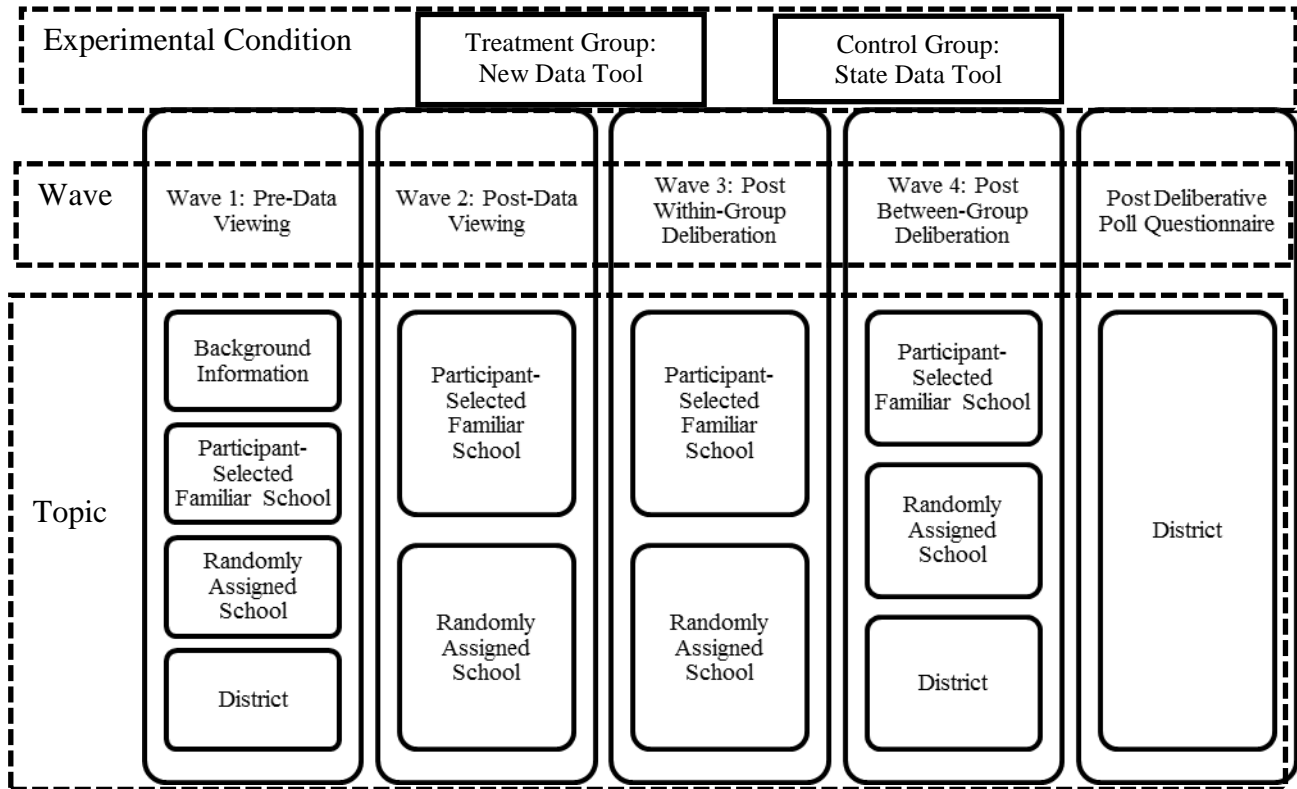 Experimental Condition
Treatment Group:
New Data Tool
Control Group:
State Data Tool
Wave
Wave 1: Pre-Data
Viewing
Wave 2: Post-Data
Viewing
Wave 3: Post
Within-Group
Deliberation
Wave 4: Post
Between-Group
Deliberation
Post Deliberative
Poll Questionnaire
Topic
Background
Information
Participant-
Selected
Familiar School
Randomly
Assigned
School
District
Participant-
Selected
Familiar
School
Randomly
Assigned
School
Participant-
Selected
Familiar
School
Randomly
Assigned
School
Participant-
Selected
Familiar School
Randomly
Assigned
School
District
District